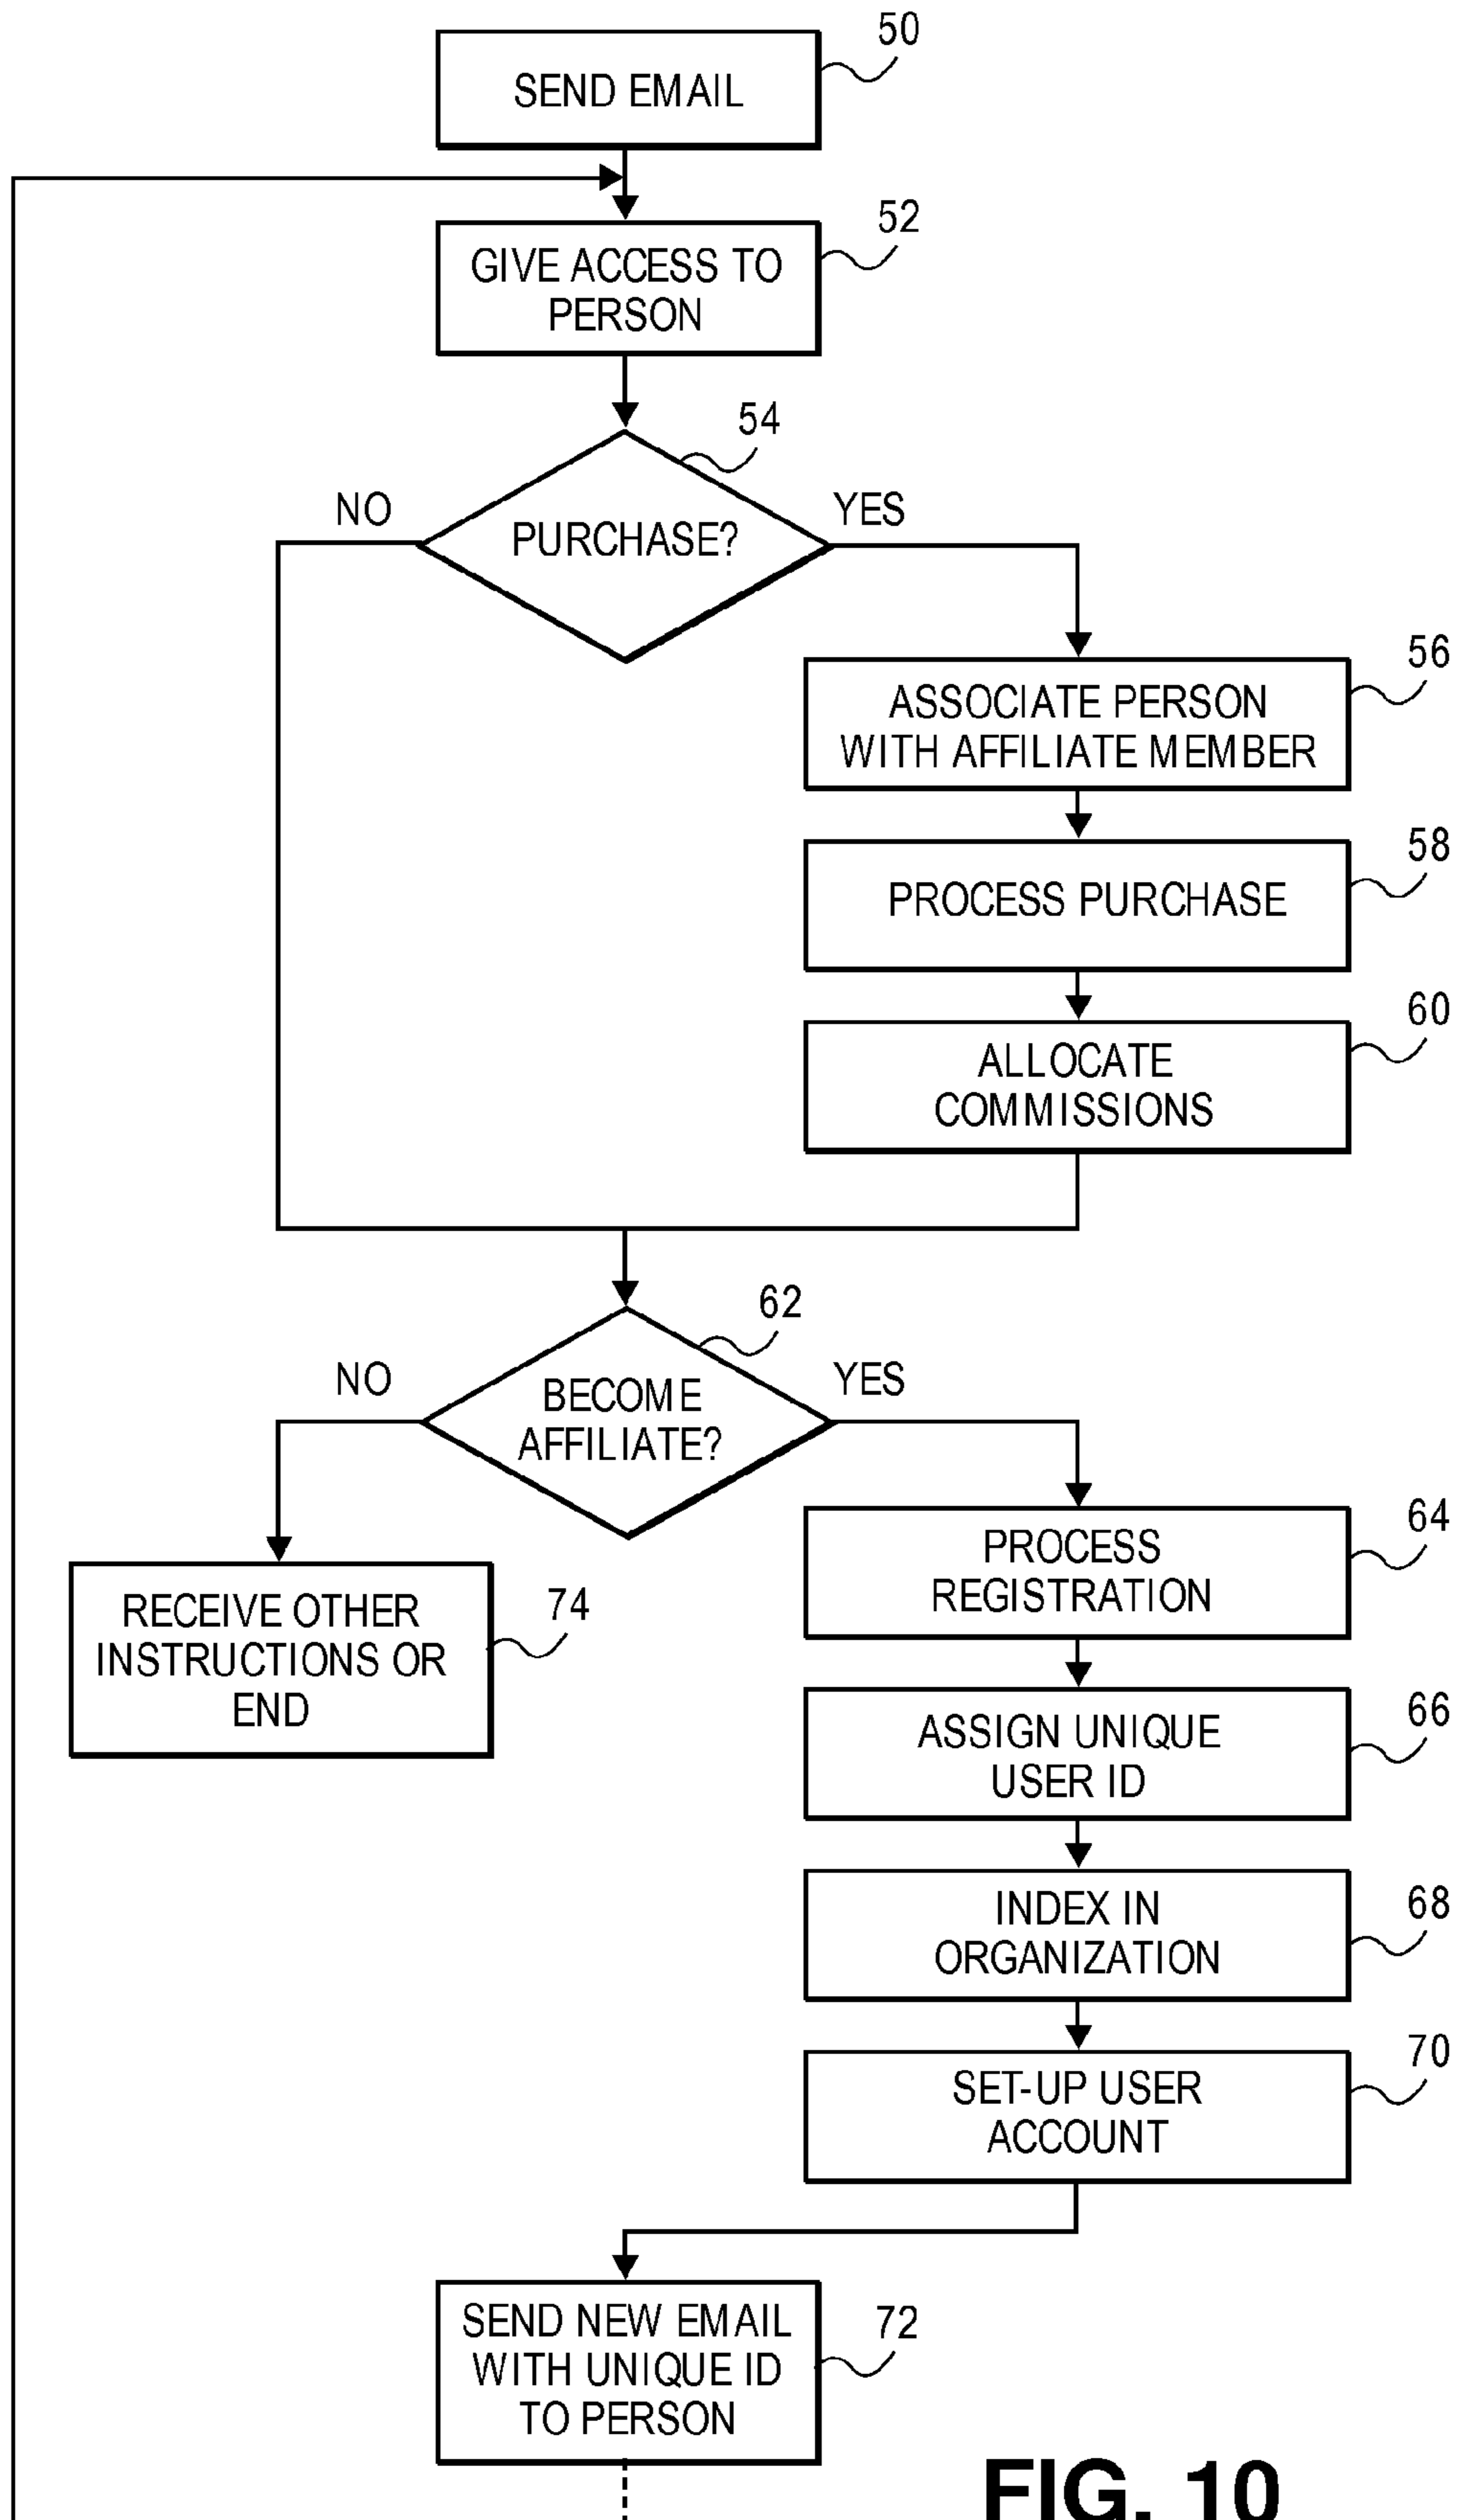 50
SEND EMAIL
52
GIVE ACCESS TO
PERSON
54
NO
YES
PURCHASE?
56
ASSOCIATE PERSON
WITH AFFILIATE MEMBER
58
PROCESS PURCHASE
60
ALLOCATE
COMMISSIONS
62
NO
YES
BECOME
AFFILIATE?
64
PROCESS
REGISTRATION
74
RECEIVE OTHER
INSTRUCTIONS OR
END
66
ASSIGN UNIQUE
USER ID
68
INDEX IN
ORGANIZATION
70
SET-UP USER
ACCOUNT
72
SEND NEW EMAIL
WITH UNIQUE ID
TO PERSON
FIG. 10